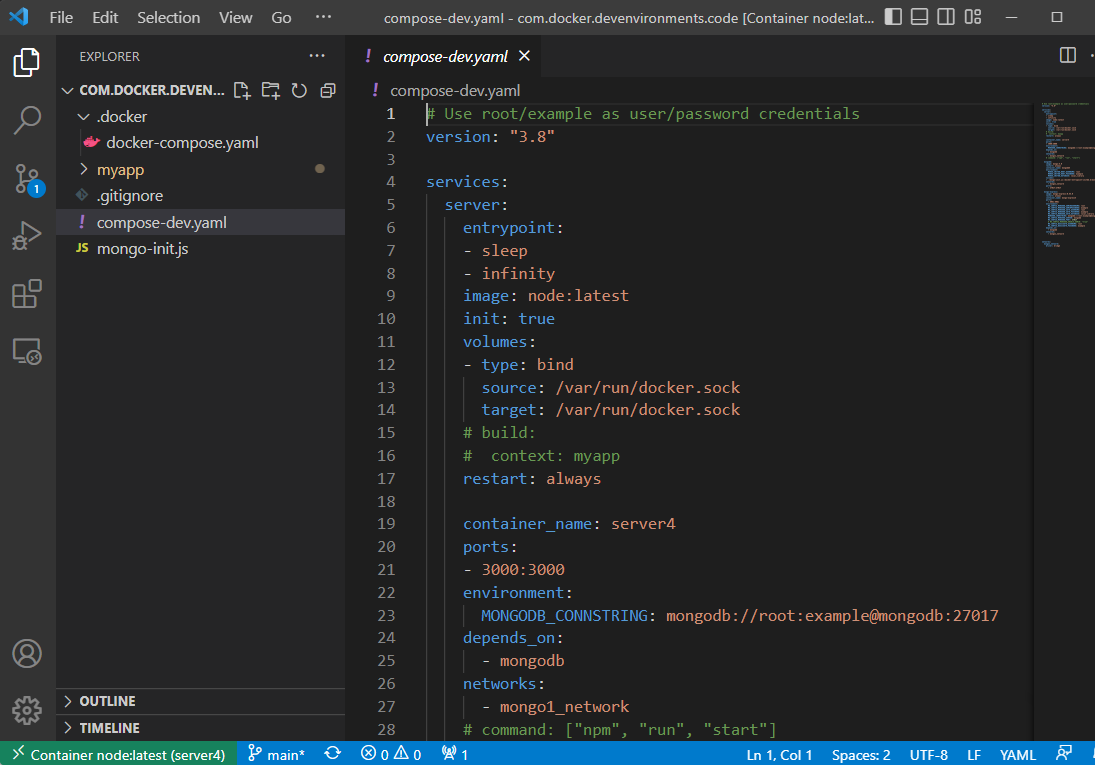 File Edit Selection View Go ··· compose-dev.yaml - com.docker.devenvironments.code [Container node:lat...
EXPLORER ···
COM.DOCKER.DEVEN...
.docker
docker-compose.yaml
myapp
.gitignore
! compose-dev.yaml
JS mongo-init.js
OUTLINE
TIMELINE
! compose-dev.yaml
! compose-dev.yaml
1 # Use root/example as user/password credentials
2 version: "3.8"
3
4 services:
5 server:
6 entrypoint:
7 - sleep
8 - infinity
9 image: node:latest
10 init: true
11 volumes:
12 - type: bind
13 source: /var/run/docker.sock
14 target: /var/run/docker.sock
15 # build:
16 #  context: myapp
17 restart: always
18
19 container_name: server4
20 ports:
21 - 3000:3000
22 environment:
23 MONGODB_CONNSTRING: mongodb://root:example@mongodb:27017
24 depends_on:
25 - mongodb
26 networks:
27 - mongo1_network
28 # command: ["npm", "run", "start"]
1
Container node:latest (server4) main* 0 0 1 Ln 1, Col 1 Spaces: 2 UTF-8 LF YAML